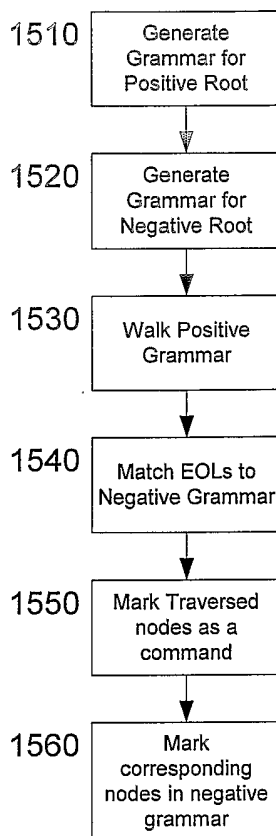 1510
Generate
Grammar for
Positive Root
1520
Generate
Grammar for
Negative Root
1530
Walk Positive
Grammar
1540
Match EOLs to
Negative Grammar
1550
Mark Traversed
nodes as a
command
1560
Mark
corresponding
nodes in negative
grammar